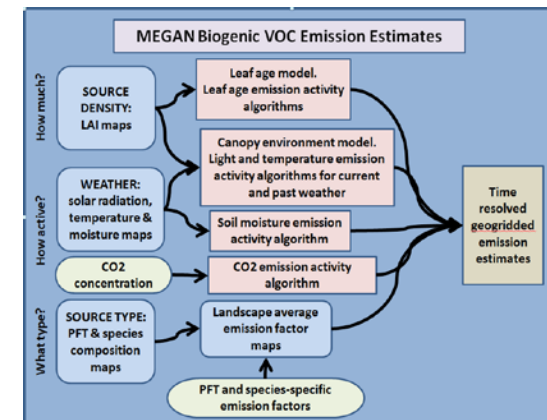 MEGAN Biogenic VOC Emission Estimates
How much?
SOURCE
DENSITY:
LAI maps
Leaf age model.
Leaf age emission activity
algorithms
Canopy environment model.
Light and temperature emission
activity algorithms for current
and past weather
How active?
WEATHER:
solar radiation,
temperature &
moisture maps
Soil moisture emission
activity algorithm
Time
resolved
geogridded
emission
estimates
CO2
concentration
CO2 emission activity
algorithm
What type?
SOURCE TYPE:
PFT & species
composition
maps
Landscape average
emission factor
maps
PFT and species-specific
emission factors